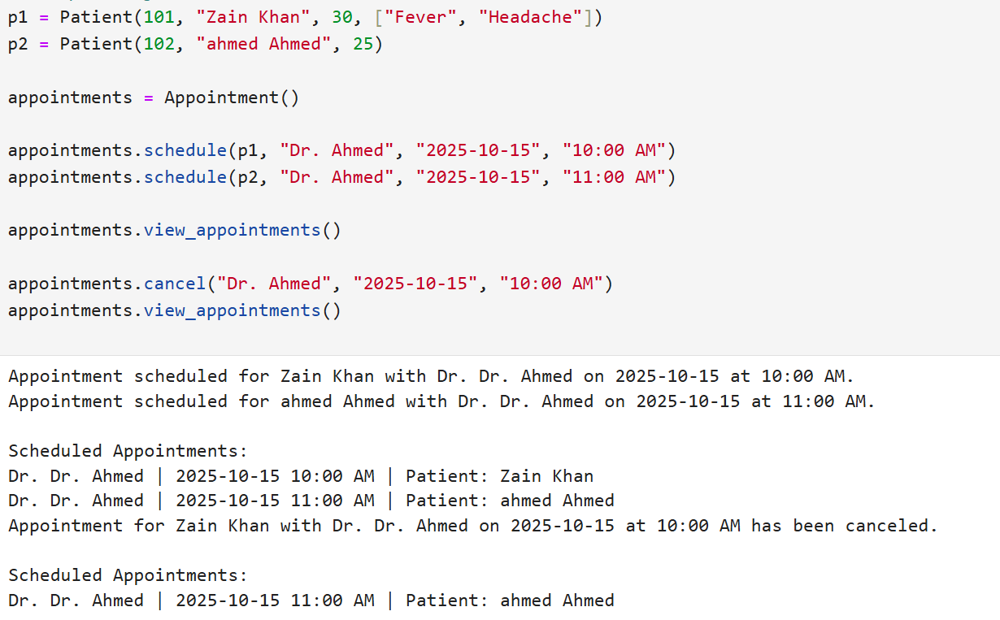 p1 = Patient(101, "Zain Khan", 30, ["Fever", "Headache"])
p2 = Patient(102, "ahmed Ahmed", 25)
appointments = Appointment()
appointments.schedule(p1, "Dr. Ahmed", "2025-10-15", "10:00 AM")
appointments.schedule(p2, "Dr. Ahmed", "2025-10-15", "11:00 AM")
appointments.view_appointments()
appointments.cancel("Dr. Ahmed", "2025-10-15", "10:00 AM")
appointments.view_appointments()
Appointment scheduled for Zain Khan with Dr. Dr. Ahmed on 2025-10-15 at 10:00 AM.
Appointment scheduled for ahmed Ahmed with Dr. Dr. Ahmed on 2025-10-15 at 11:00 AM.
Scheduled Appointments:
Dr. Dr. Ahmed | 2025-10-15 10:00 AM | Patient: Zain Khan
Dr. Dr. Ahmed | 2025-10-15 11:00 AM | Patient: ahmed Ahmed
Appointment for Zain Khan with Dr. Dr. Ahmed on 2025-10-15 at 10:00 AM has been canceled.
Scheduled Appointments:
Dr. Dr. Ahmed | 2025-10-15 11:00 AM | Patient: ahmed Ahmed